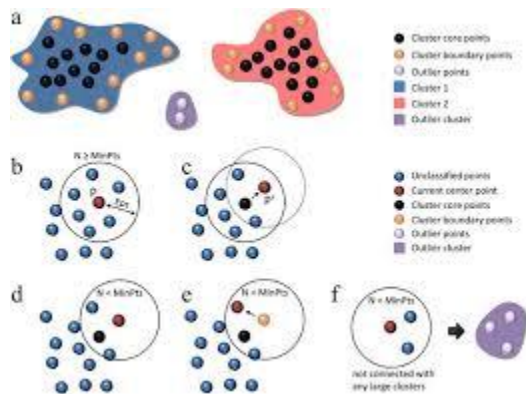 a
Cluster core points
Cluster boundary points
Outlier points
Cluster 1
Cluster 2
Outlier cluster
b
N ≥ MinPts
P
c
P'
Unclassified points
Current center point
Cluster core points
Cluster boundary points
Outlier points
Outlier cluster
d
N < MinPts
e
N < MinPts
f
N < MinPts
not connected with
any large clusters